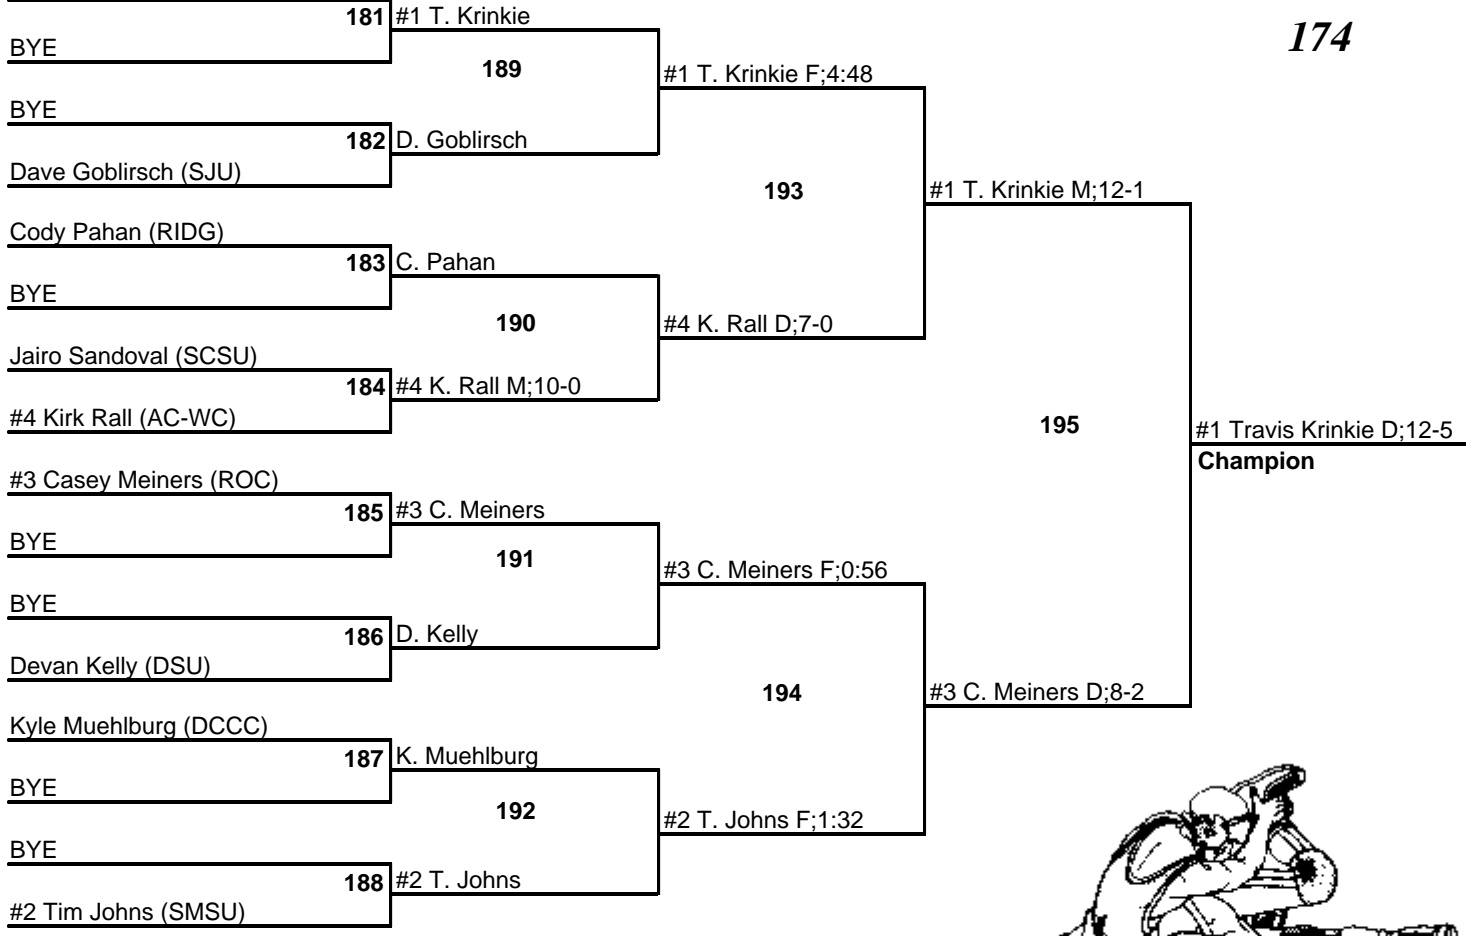 181 #1 T. Krinkie
174
BYE
189
#1 T. Krinkie F;4:48
BYE
182 D. Goblirsch
Dave Goblirsch (SJU)
193
#1 T. Krinkie M;12-1
Cody Pahan (RIDG)
183 C. Pahan
BYE
190
#4 K. Rall D;7-0
Jairo Sandoval (SCSU)
184 #4 K. Rall M;10-0
#4 Kirk Rall (AC-WC)
195
#1 Travis Krinkie D;12-5
Champion
#3 Casey Meiners (ROC)
185 #3 C. Meiners
BYE
191
#3 C. Meiners F;0:56
BYE
186 D. Kelly
Devan Kelly (DSU)
194
#3 C. Meiners D;8-2
Kyle Muehlburg (DCCC)
187 K. Muehlburg
BYE
192
#2 T. Johns F;1:32
BYE
188 #2 T. Johns
#2 Tim Johns (SMSU)